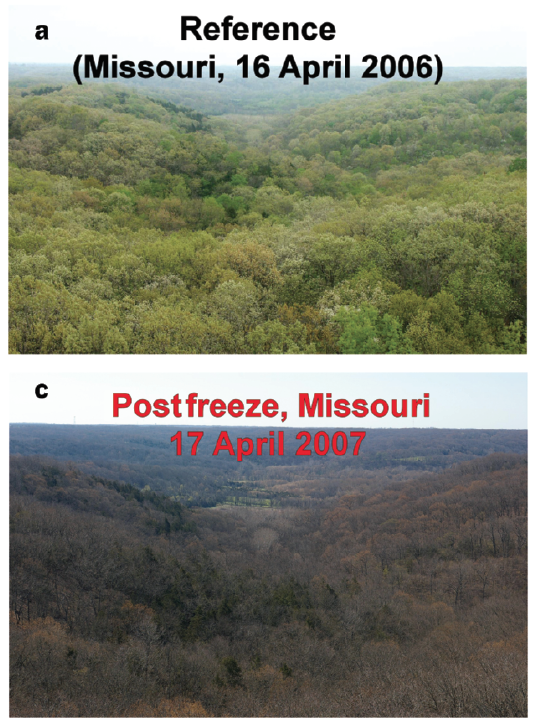 a
Reference
(Missouri, 16 April 2006)
c
Postfreeze, Missouri
17 April 2007